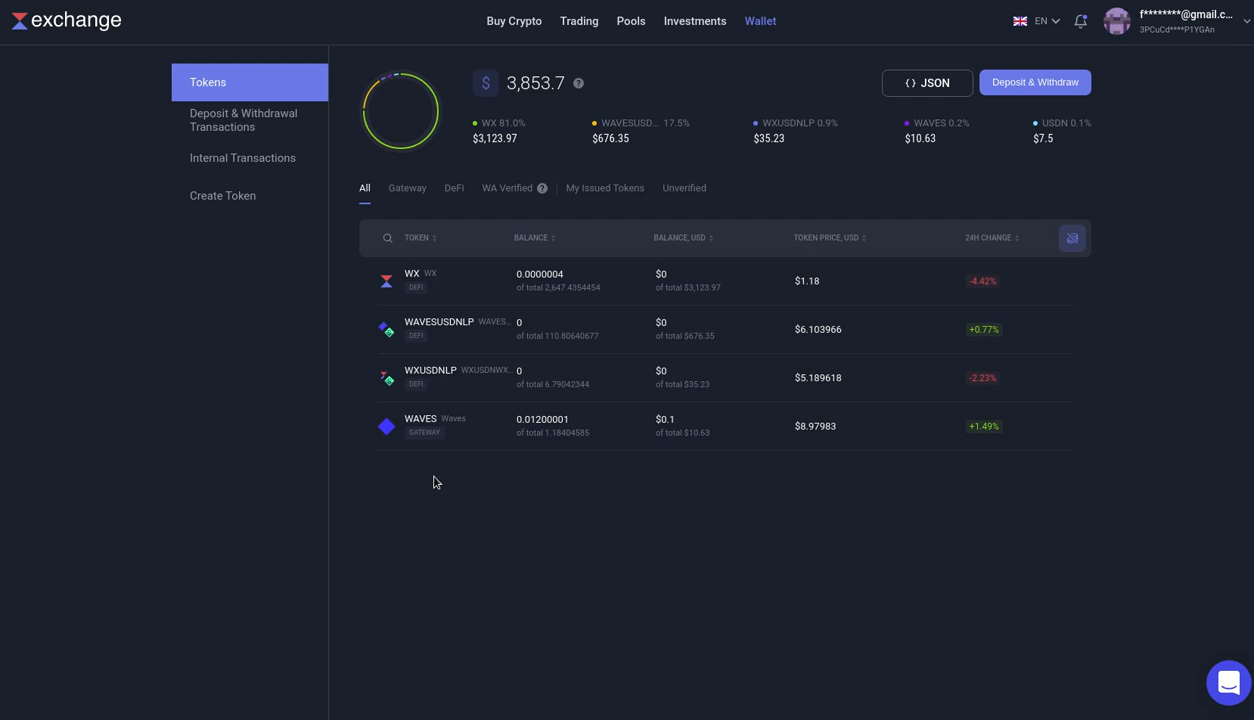 exchange
Buy Crypto Trading Pools Investments Wallet
EN
f********@gmail.c...
3PCuCd****P1YGAn
Tokens
Deposit & Withdrawal
Transactions
Internal Transactions
Create Token
$ 3,853.7 ?
{ } JSON
Deposit & Withdraw
WX 81.0%
$3,123.97
WAVESUSD... 17.5%
$676.35
WXUSDNLP 0.9%
$35.23
WAVES 0.2%
$10.63
USDN 0.1%
$7.5
All Gateway DeFi WA Verified ? My Issued Tokens Unverified
TOKEN BALANCE BALANCE, USD TOKEN PRICE, USD 24H CHANGE
WX WX
DEFI
0.0000004
of total 2,647.4354454
$0
of total $3,123.97
$1.18
-4.42%
WAVESUSDNLP WAVES...
DEFI
0
of total 110.80640677
$0
of total $676.35
$6.103966
+0.77%
WXUSDNLP WXUSDNWX...
DEFI
0
of total 6.79042344
$0
of total $35.23
$5.189618
-2.23%
WAVES Waves
GATEWAY
0.01200001
of total 1.18404585
$0.1
of total $10.63
$8.97983
+1.49%